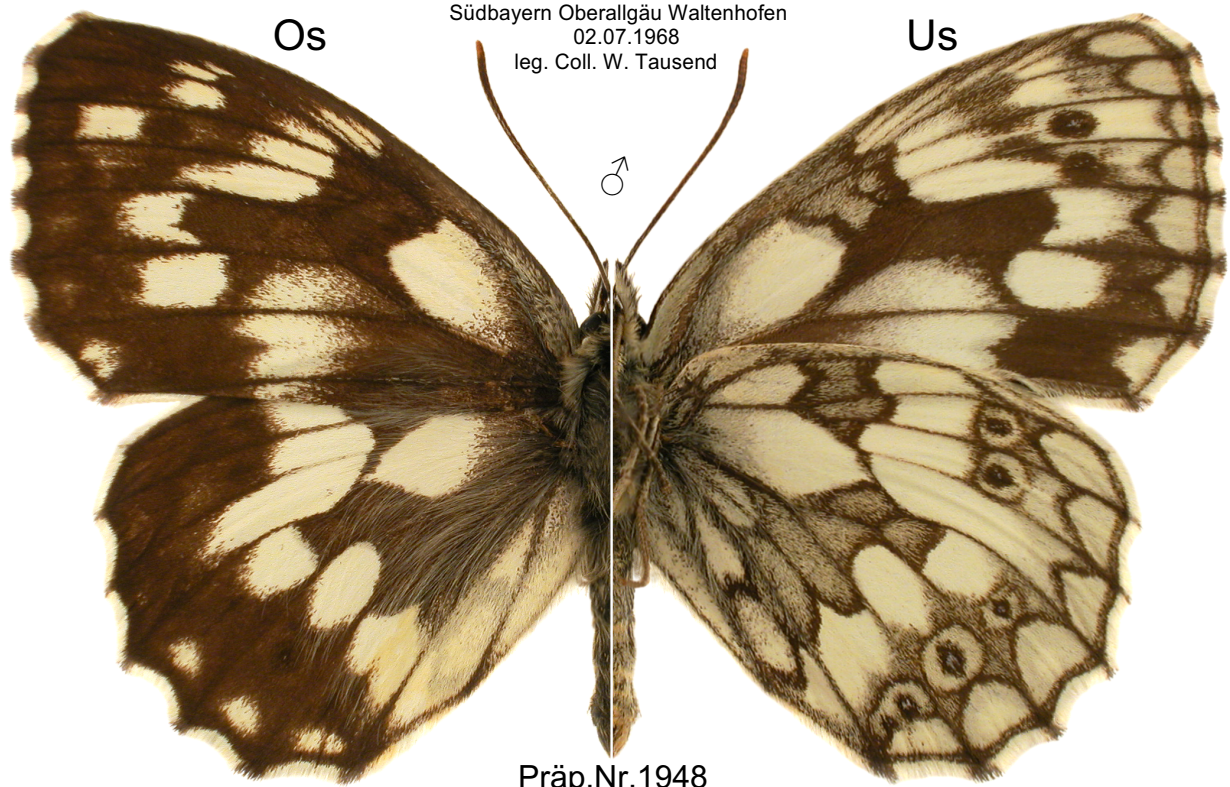 Südbayern Oberallgäu Waltenhofen
Os
02.07.1968
Us
leg. Coll. W. Tausend
♂
Präp.Nr.1948